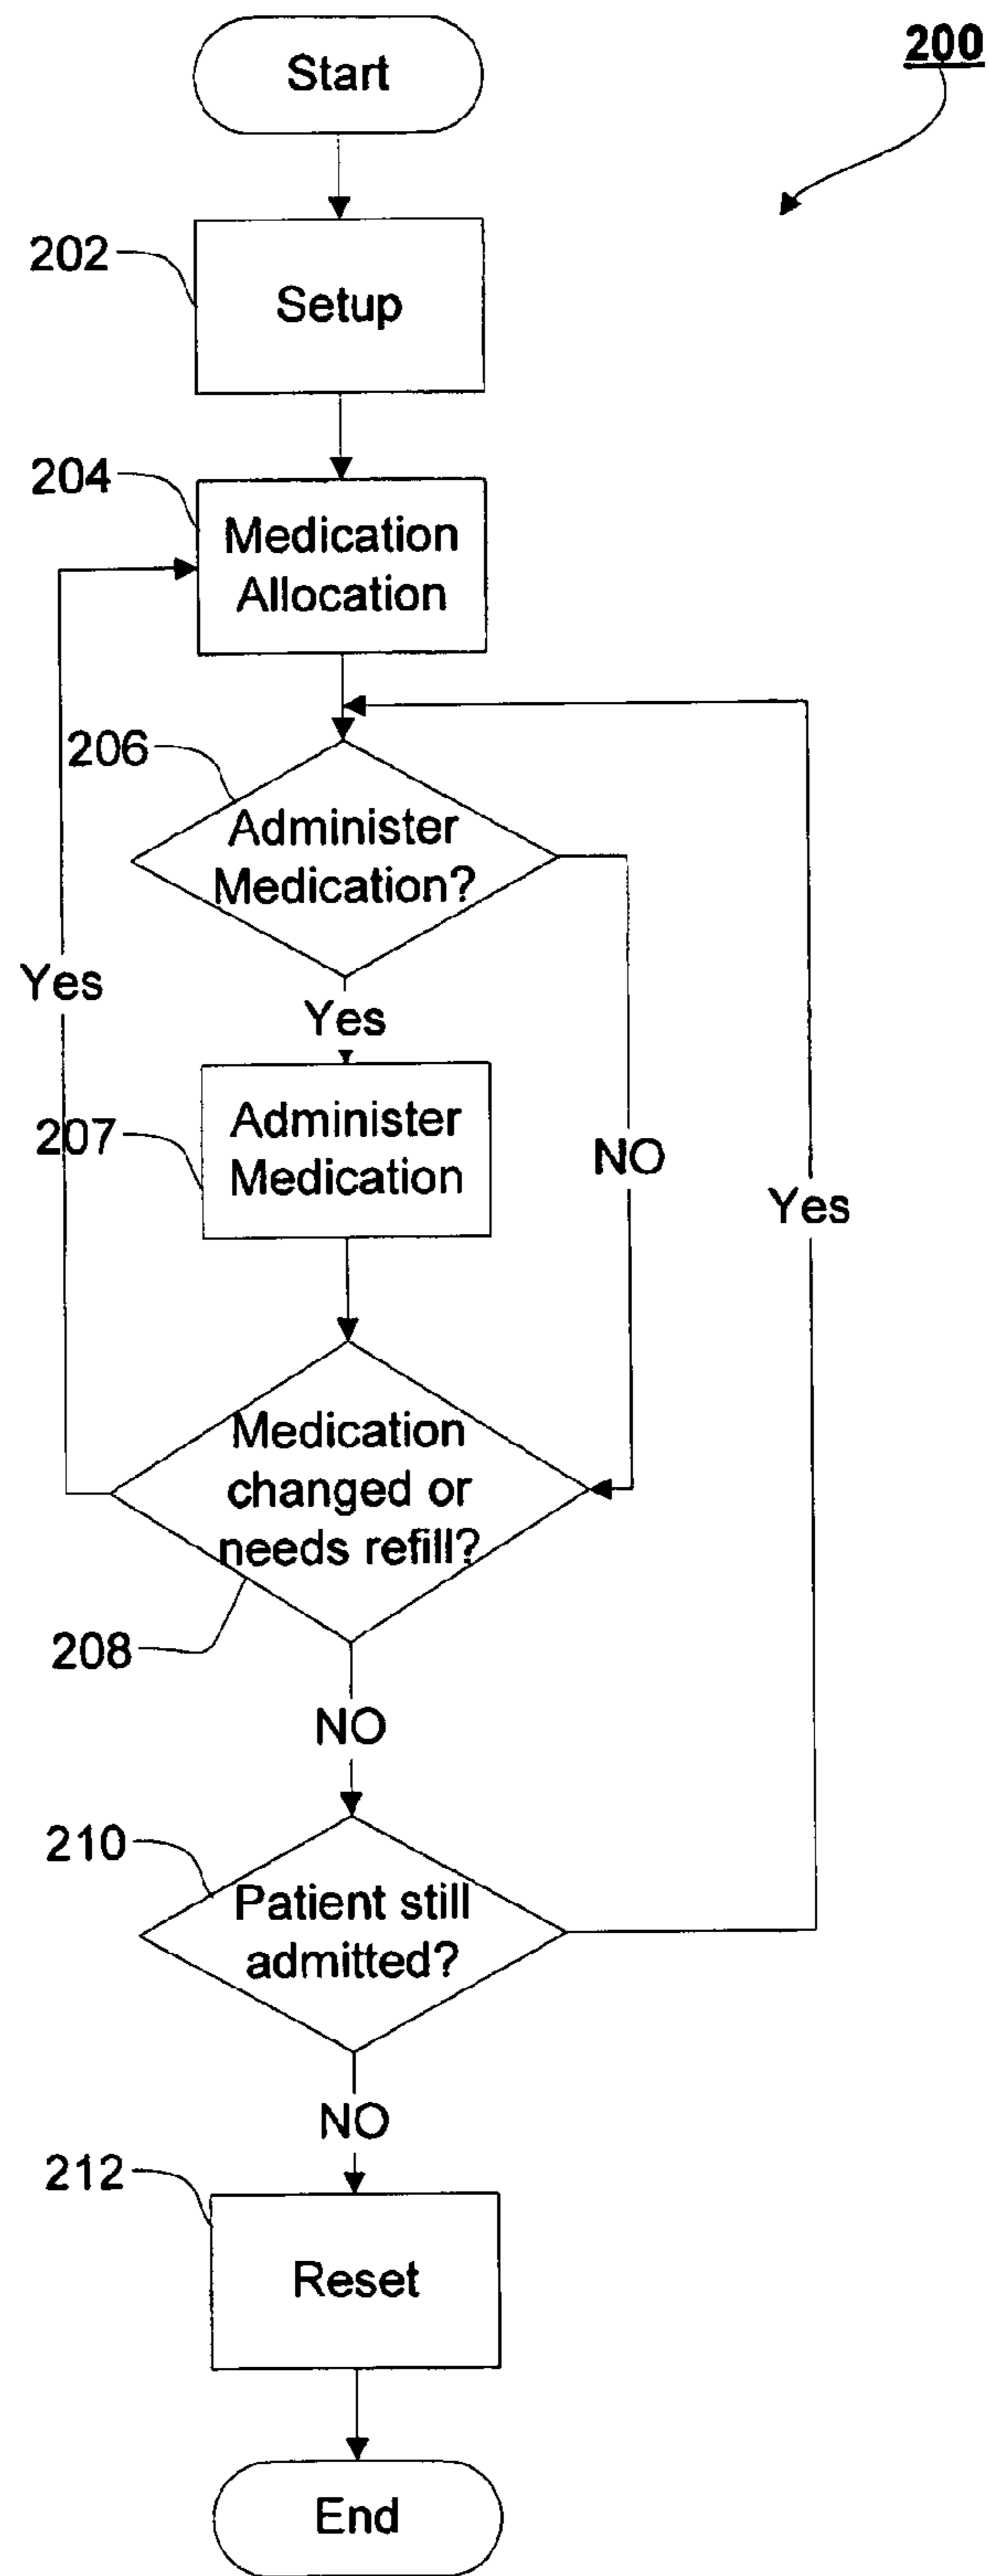 200
Start
202
Setup
204
Medication
Allocation
206
Administer
Medication?
Yes
Yes
207
Administer
Medication
NO
Yes
Medication
changed or
needs refill?
208
NO
210
Patient still
admitted?
NO
212
Reset
End